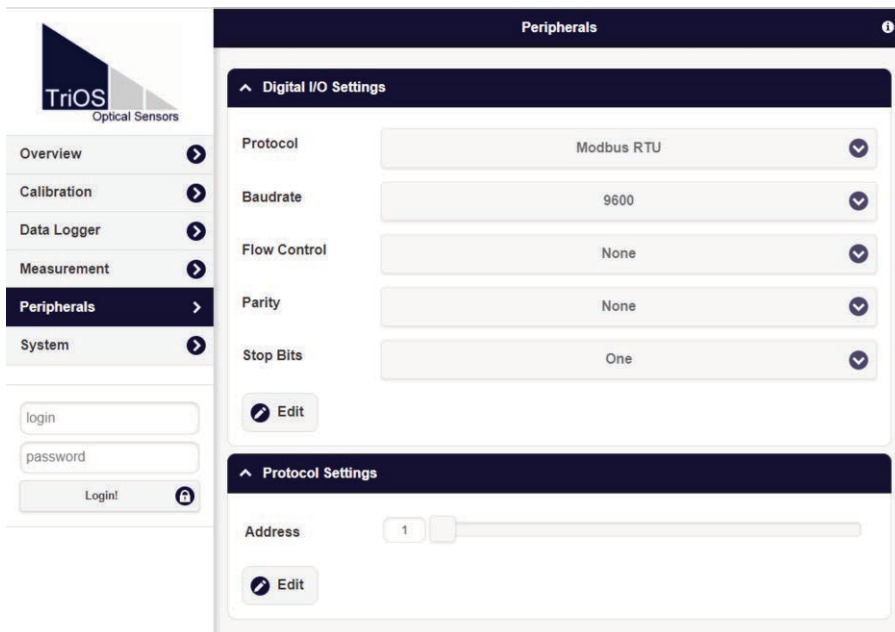 TriOS
Optical Sensors
Overview
Calibration
Data Logger
Measurement
Peripherals
System
login
password
Login!
Peripherals
Digital I/O Settings
Protocol Modbus RTU
Baudrate 9600
Flow Control None
Parity None
Stop Bits One
Edit
Protocol Settings
Address 1
Edit